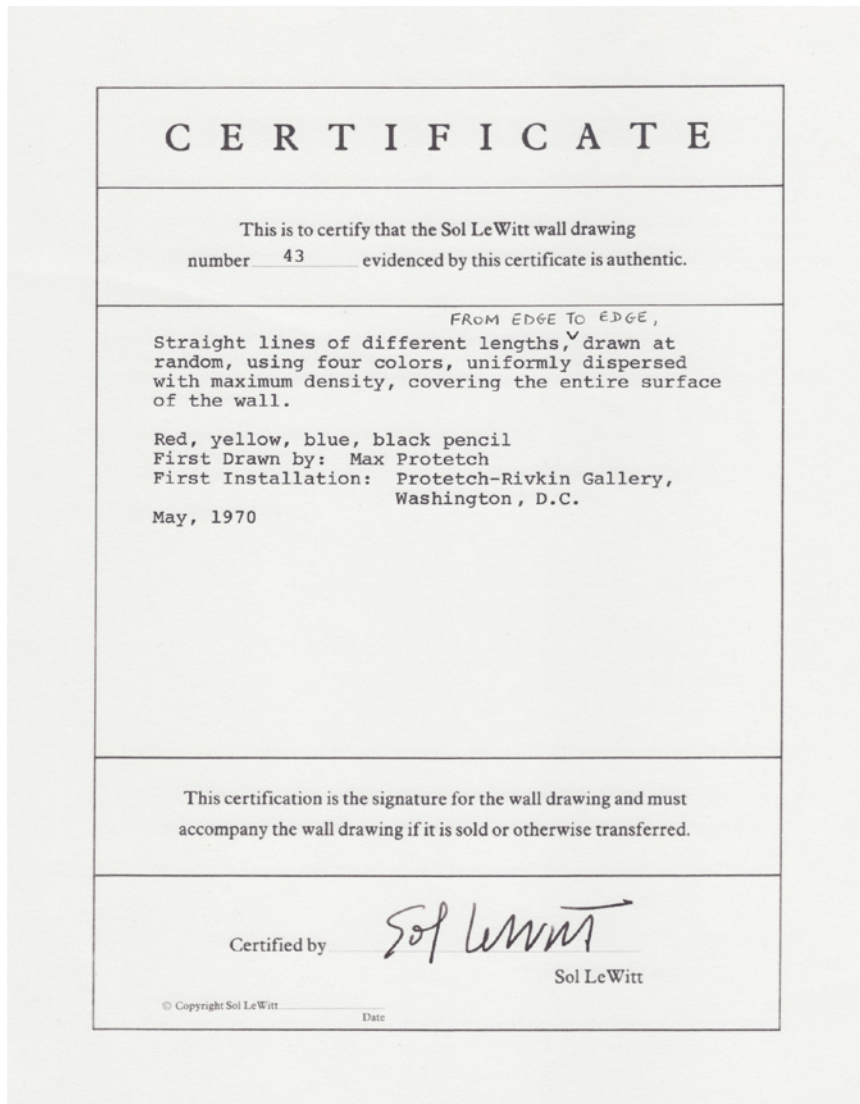 CERTIFICATE
This is to certify that the Sol LeWitt wall drawing
number 43 evidenced by this certificate is authentic.
FROM EDGE TO EDGE,
Straight lines of different lengths, drawn at
random, using four colors, uniformly dispersed
with maximum density, covering the entire surface
of the wall.
Red, yellow, blue, black pencil
First Drawn by: Max Protetch
First Installation: Protetch-Rivkin Gallery,
Washington, D.C.
May, 1970
This certification is the signature for the wall drawing and must
accompany the wall drawing if it is sold or otherwise transferred.
Certified by Sol LeWitt
Sol LeWitt
© Copyright Sol LeWitt
Date